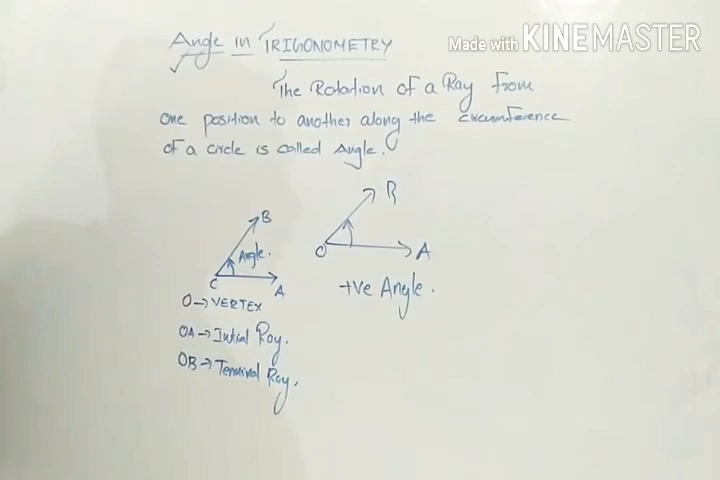 Angle in TRIGONOMETRY
Made with KINEMASTER
The Rotation of a Ray from
one position to another along the circumference
of a circle is called Angle.
B
Angle.
C
A
B
O
A
+ve Angle.
O → VERTEX
OA → Initial Ray.
OB → Terminal Ray.